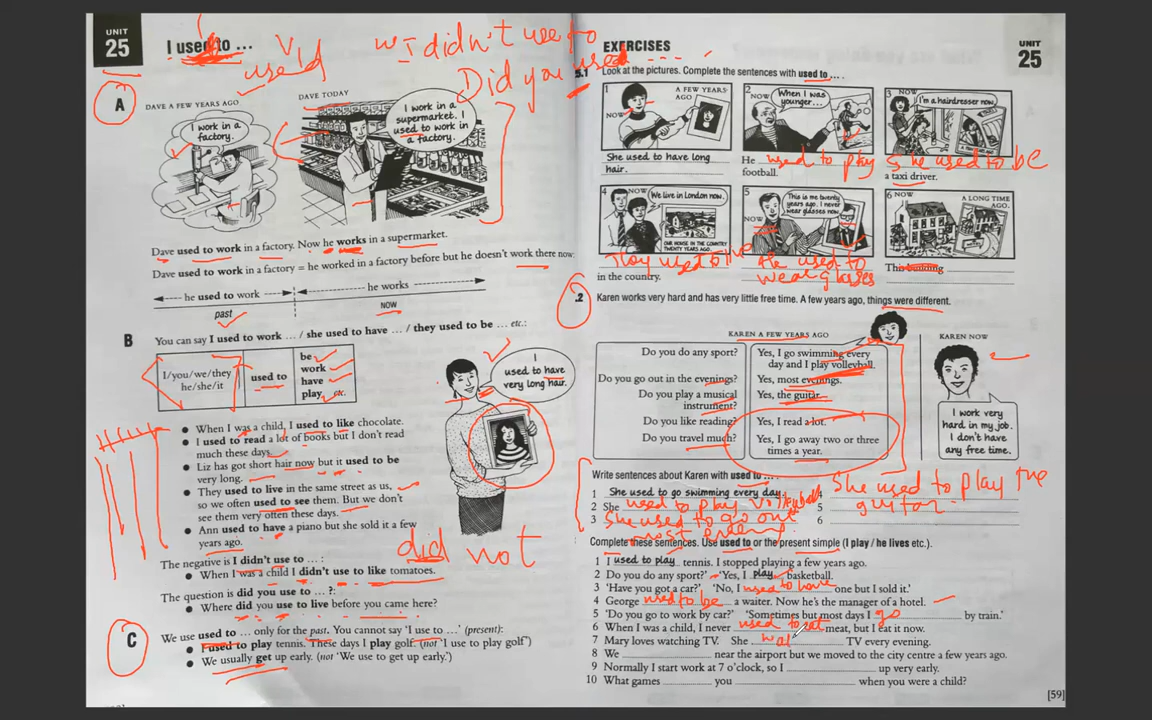 UNIT
25
I used to ...
used
I didn't use to
Did you used ...
A
DAVE A FEW YEARS AGO
I work in a
factory.
DAVE TODAY
I work in a
supermarket. I
used to work in
a factory.
Dave used to work in a factory. Now he works in a supermarket.
Dave used to work in a factory = he worked in a factory before but he doesn't work there now:
he used to work
he works
past
NOW
B
You can say I used to work ... / she used to have ... / they used to be ... etc.:
I/you/we/they
he/she/it
used to
be
work
have
play etc.
I
used to have
very long hair.
When I was a child, I used to like chocolate.
I used to read a lot of books but I don't read
much these days.
Liz has got short hair now but it used to be
very long.
They used to live in the same street as us,
so we often used to see them. But we don't
see them very often these days.
Ann used to have a piano but she sold it a few
years ago.
did not
The negative is I didn't use to ... :
When I was a child I didn't use to like tomatoes.
The question is did you use to ... ?:
Where did you use to live before you came here?
C
We use used to ... only for the past. You cannot say 'I use to ...' (present):
I used to play tennis. These days I play golf. (not 'I use to play golf')
We usually get up early. (not 'We use to get up early.')
EXERCISES
UNIT
25
5.1 Look at the pictures. Complete the sentences with used to ... .
1
NOW
A FEW YEARS
AGO
She used to have long
hair.
2
NOW
When I was
younger...
He used to play
football.
3
NOW
I'm a hairdresser now.
She used to be
a taxi driver.
4
NOW
We live in London now.
OUR HOUSE IN THE COUNTRY
TWENTY YEARS AGO.
They used to live
in the country.
5
NOW
This is me twenty
years ago. I never
wear glasses now.
He used to
wear glasses
6
NOW
A LONG TIME
AGO.
This building
.2 Karen works very hard and has very little free time. A few years ago, things were different.
KAREN A FEW YEARS AGO
Do you do any sport?
Yes, I go swimming every
day and I play volleyball.
Do you go out in the evenings?
Yes, most evenings.
Do you play a musical
instrument?
Yes, the guitar.
Do you like reading?
Yes, I read a lot.
Do you travel much?
Yes, I go away two or three
times a year.
KAREN NOW
I work very
hard in my job.
I don't have
any free time.
Write sentences about Karen with used to ... .
1 She used to go swimming every day.
2 She used to play volleyball
3 She used to go out
most evening
4 She used to play the
5 guitar
6
Complete these sentences. Use used to or the present simple (I play / he lives etc.).
1 I used to play tennis. I stopped playing a few years ago.
2 'Do you do any sport?' 'Yes, I play basketball.
3 'Have you got a car?' 'No, I used to have one but I sold it.'
4 George used to be a waiter. Now he's the manager of a hotel.
5 'Do you go to work by car?' 'Sometimes but most days I go by train.'
6 When I was a child, I never used to eat meat, but I eat it now.
7 Mary loves watching TV. She wat TV every evening.
8 We near the airport but we moved to the city centre a few years ago.
9 Normally I start work at 7 o'clock, so I up very early.
10 What games you when you were a child?
[59]